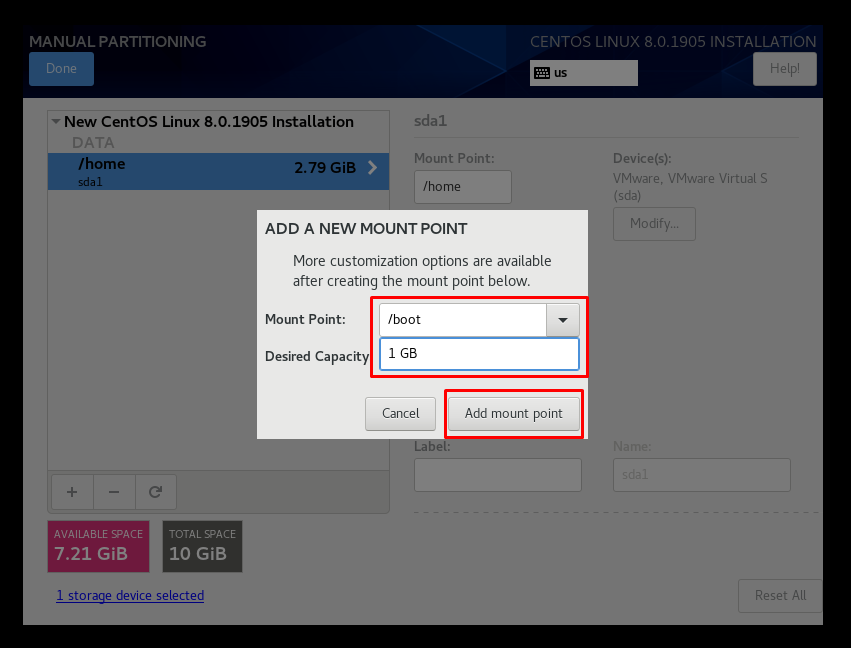 MANUAL PARTITIONING
CENTOS LINUX 8.0.1905 INSTALLATION
Done
us
Help!
New CentOS Linux 8.0.1905 Installation
DATA
/home
2.79 GiB
sda1
sda1
Mount Point:
/home
Device(s):
VMware, VMware Virtual S
(sda)
Modify...
ADD A NEW MOUNT POINT
More customization options are available
after creating the mount point below.
Mount Point:
/boot
Desired Capacity
1 GB
Cancel
Add mount point
Label:
Name:
sda1
AVAILABLE SPACE
7.21 GiB
TOTAL SPACE
10 GiB
1 storage device selected
Reset All